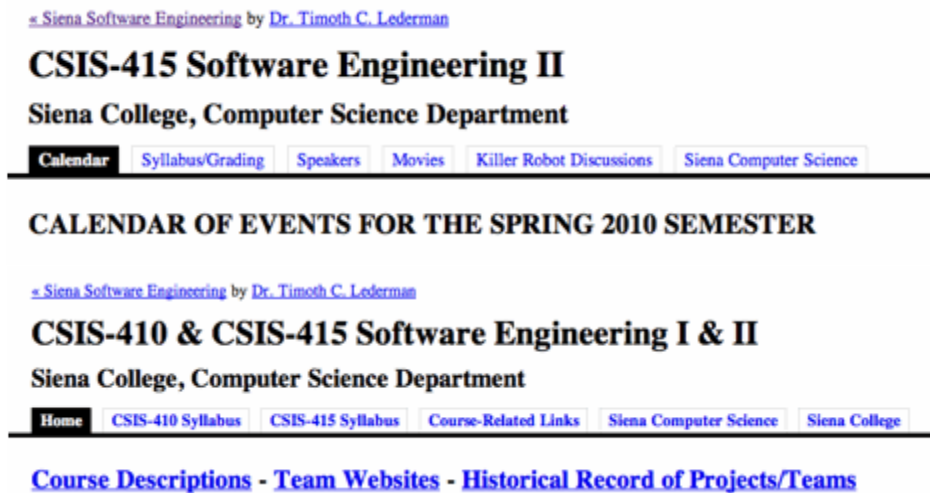 « Siena Software Engineering by Dr. Timoth C. Lederman
CSIS-415 Software Engineering II
Siena College, Computer Science Department
Calendar Syllabus/Grading Speakers Movies Killer Robot Discussions Siena Computer Science
CALENDAR OF EVENTS FOR THE SPRING 2010 SEMESTER
« Siena Software Engineering by Dr. Timoth C. Lederman
CSIS-410 & CSIS-415 Software Engineering I & II
Siena College, Computer Science Department
Home CSIS-410 Syllabus CSIS-415 Syllabus Course-Related Links Siena Computer Science Siena College
Course Descriptions - Team Websites - Historical Record of Projects/Teams